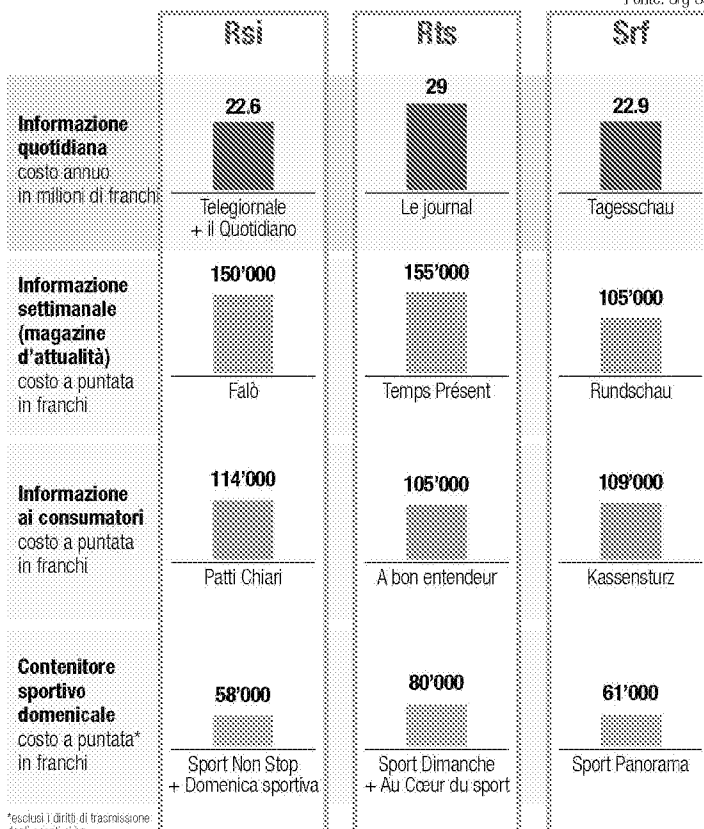 Fonte: Srg S
Rsi
Rts
Srf
Informazione
quotidiana
costo annuo
in milioni di franchi
22.6
Telegiornale
+ il Quotidiano
29
Le journal
22.9
Tagesschau
Informazione
settimanale
(magazine
d'attualità)
costo a puntata
in franchi
150'000
Falò
155'000
Temps Présent
105'000
Rundschau
Informazione
ai consumatori
costo a puntata
in franchi
114'000
Patti Chiari
105'000
A bon entendeur
109'000
Kassensturz
Contenitore
sportivo
domenicale
costo a puntata*
in franchi
58'000
Sport Non Stop
+ Domenica sportiva
80'000
Sport Dimanche
+ Au Cœur du sport
61'000
Sport Panorama
*esclusi i diritti di trasmissione